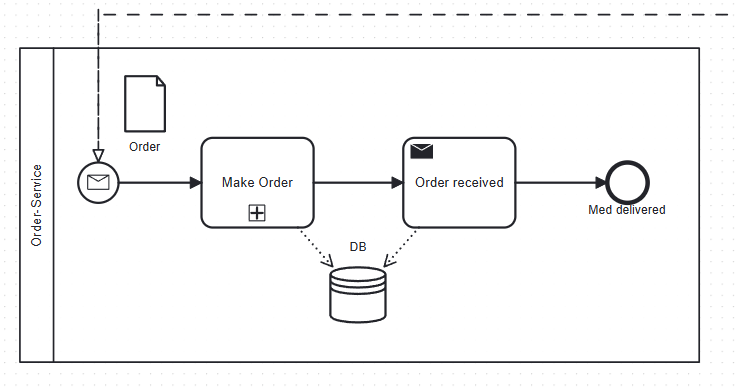 Order-Service
Order
Make Order
Order received
Med delivered
DB